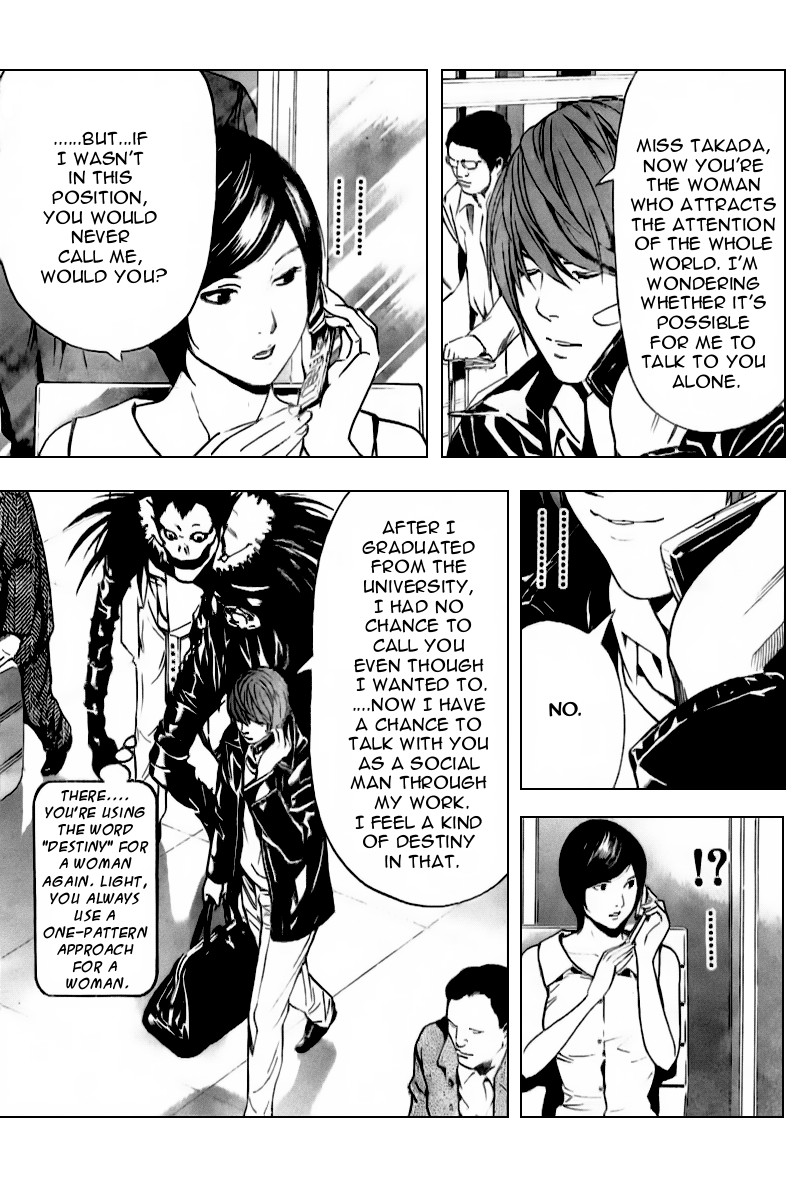 MISS TAKADA,
NOW YOU'RE
THE WOMAN
WHO ATTRACTS
THE ATTENTION
OF THE WHOLE
WORLD. I'M
WONDERING
WHETHER IT'S
POSSIBLE
FOR ME TO
TALK TO YOU
ALONE.
......BUT...IF
I WASN'T
IN THIS
POSITION,
YOU WOULD
NEVER
CALL ME,
WOULD YOU?
NO.
!?
AFTER I
GRADUATED
FROM THE
UNIVERSITY,
I HAD NO
CHANCE TO
CALL YOU
EVEN THOUGH
I WANTED TO.
....NOW I HAVE
A CHANCE TO
TALK WITH YOU
AS A SOCIAL
MAN THROUGH
MY WORK.
I FEEL A KIND
OF DESTINY
IN THAT.
THERE....
YOU'RE USING
THE WORD
"DESTINY" FOR
A WOMAN
AGAIN. LIGHT,
YOU ALWAYS
USE A
ONE-PATTERN
APPROACH
FOR A
WOMAN.